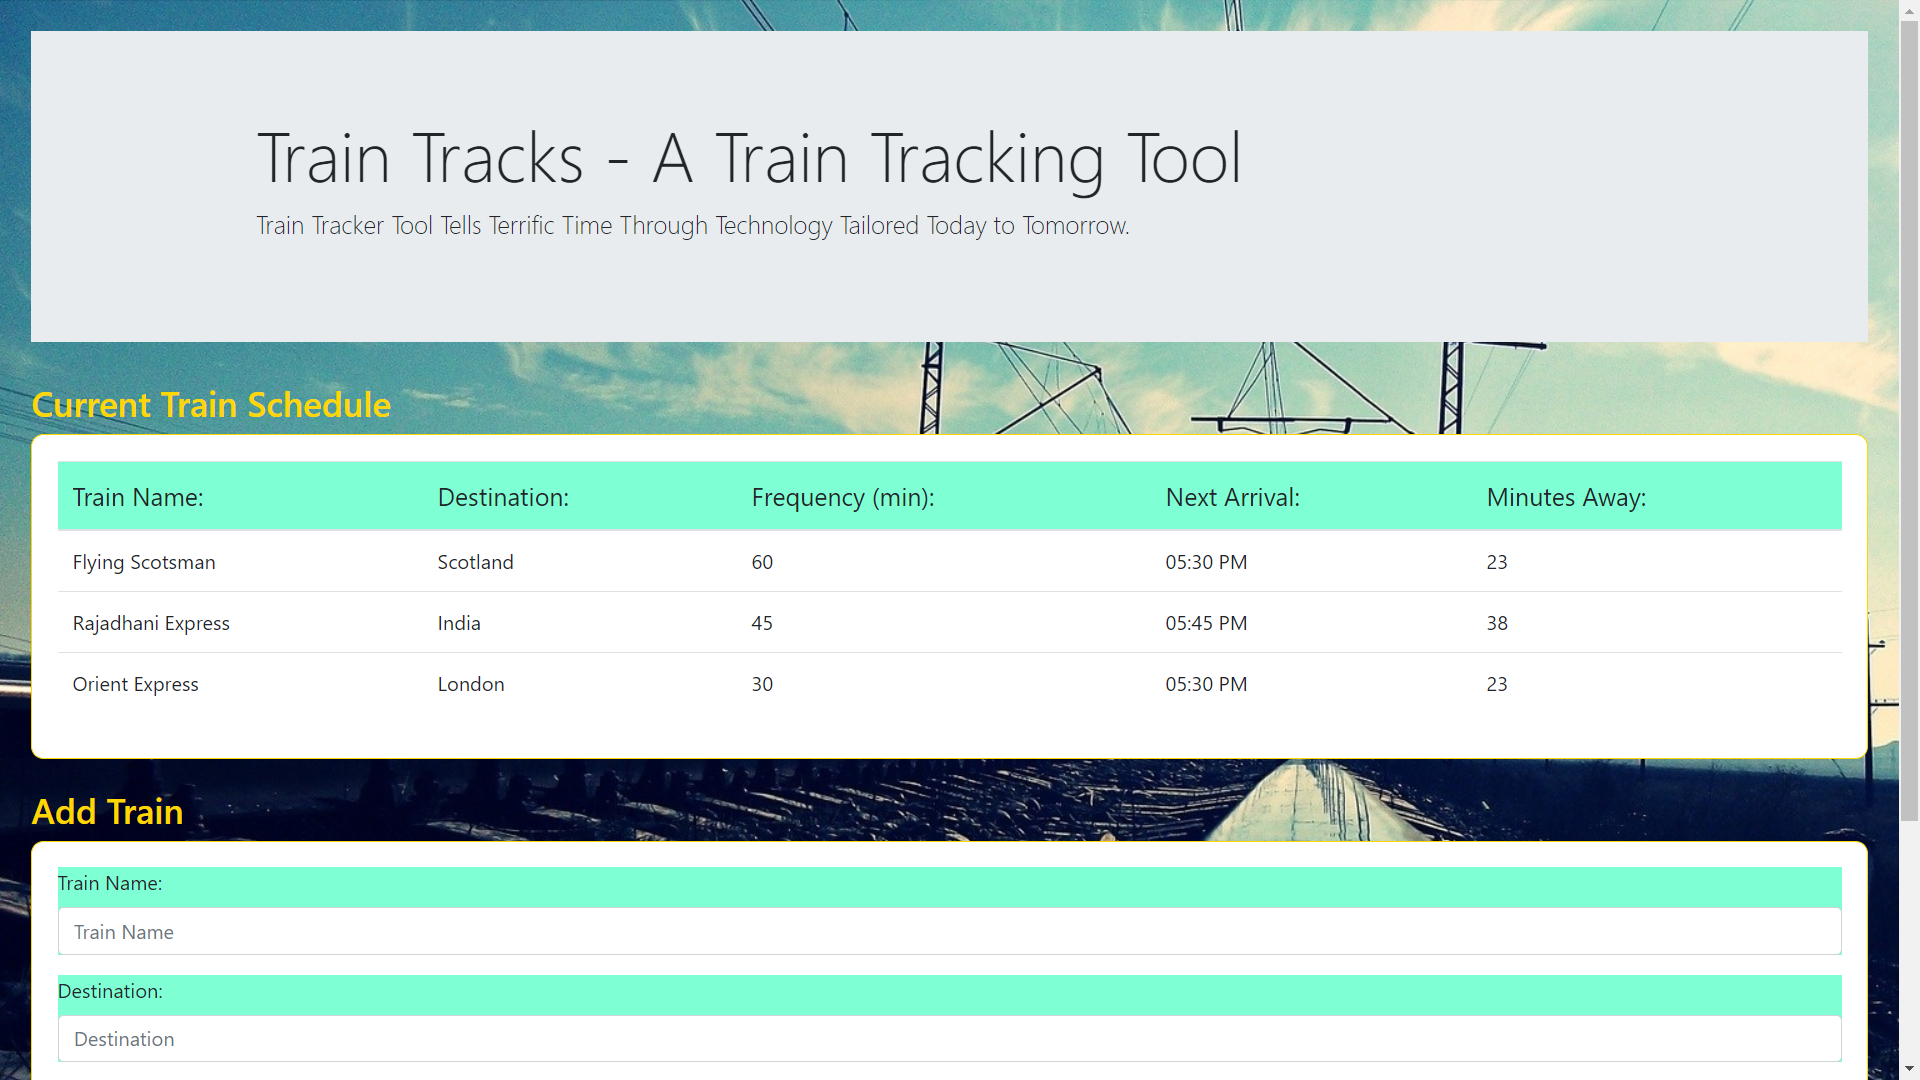 Train Tracks - A Train Tracking Tool
Train Tracker Tool Tells Terrific Time Through Technology Tailored Today to Tomorrow.
Current Train Schedule
Train Name: Destination: Frequency (min): Next Arrival: Minutes Away:
Flying Scotsman Scotland 60 05:30 PM 23
Rajadhani Express India 45 05:45 PM 38
Orient Express London 30 05:30 PM 23
Add Train
Train Name:
Train Name
Destination:
Destination